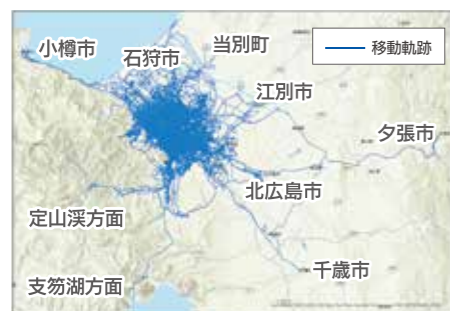 小樽市
石狩市
当別町
移動軌跡
江別市
夕張市
北広島市
定山渓方面
千歳市
支笏湖方面